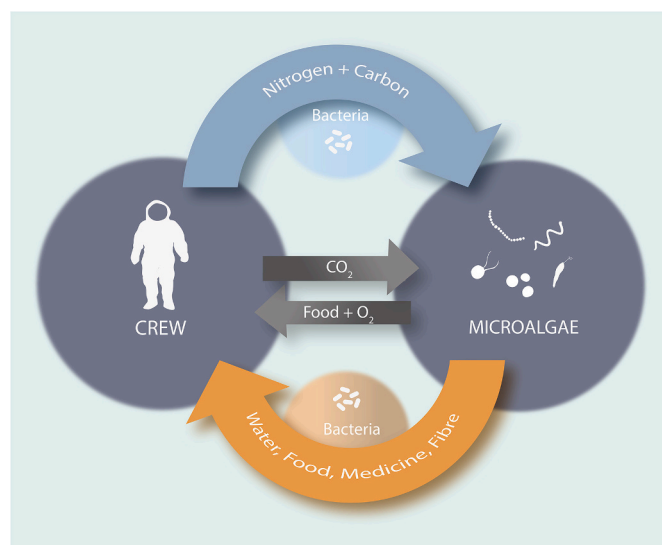 Nitrogen + Carbon
Bacteria
CO₂
Food + O₂
CREW
MICROALGAE
Bacteria
Water, Food, Medicine, Fibre